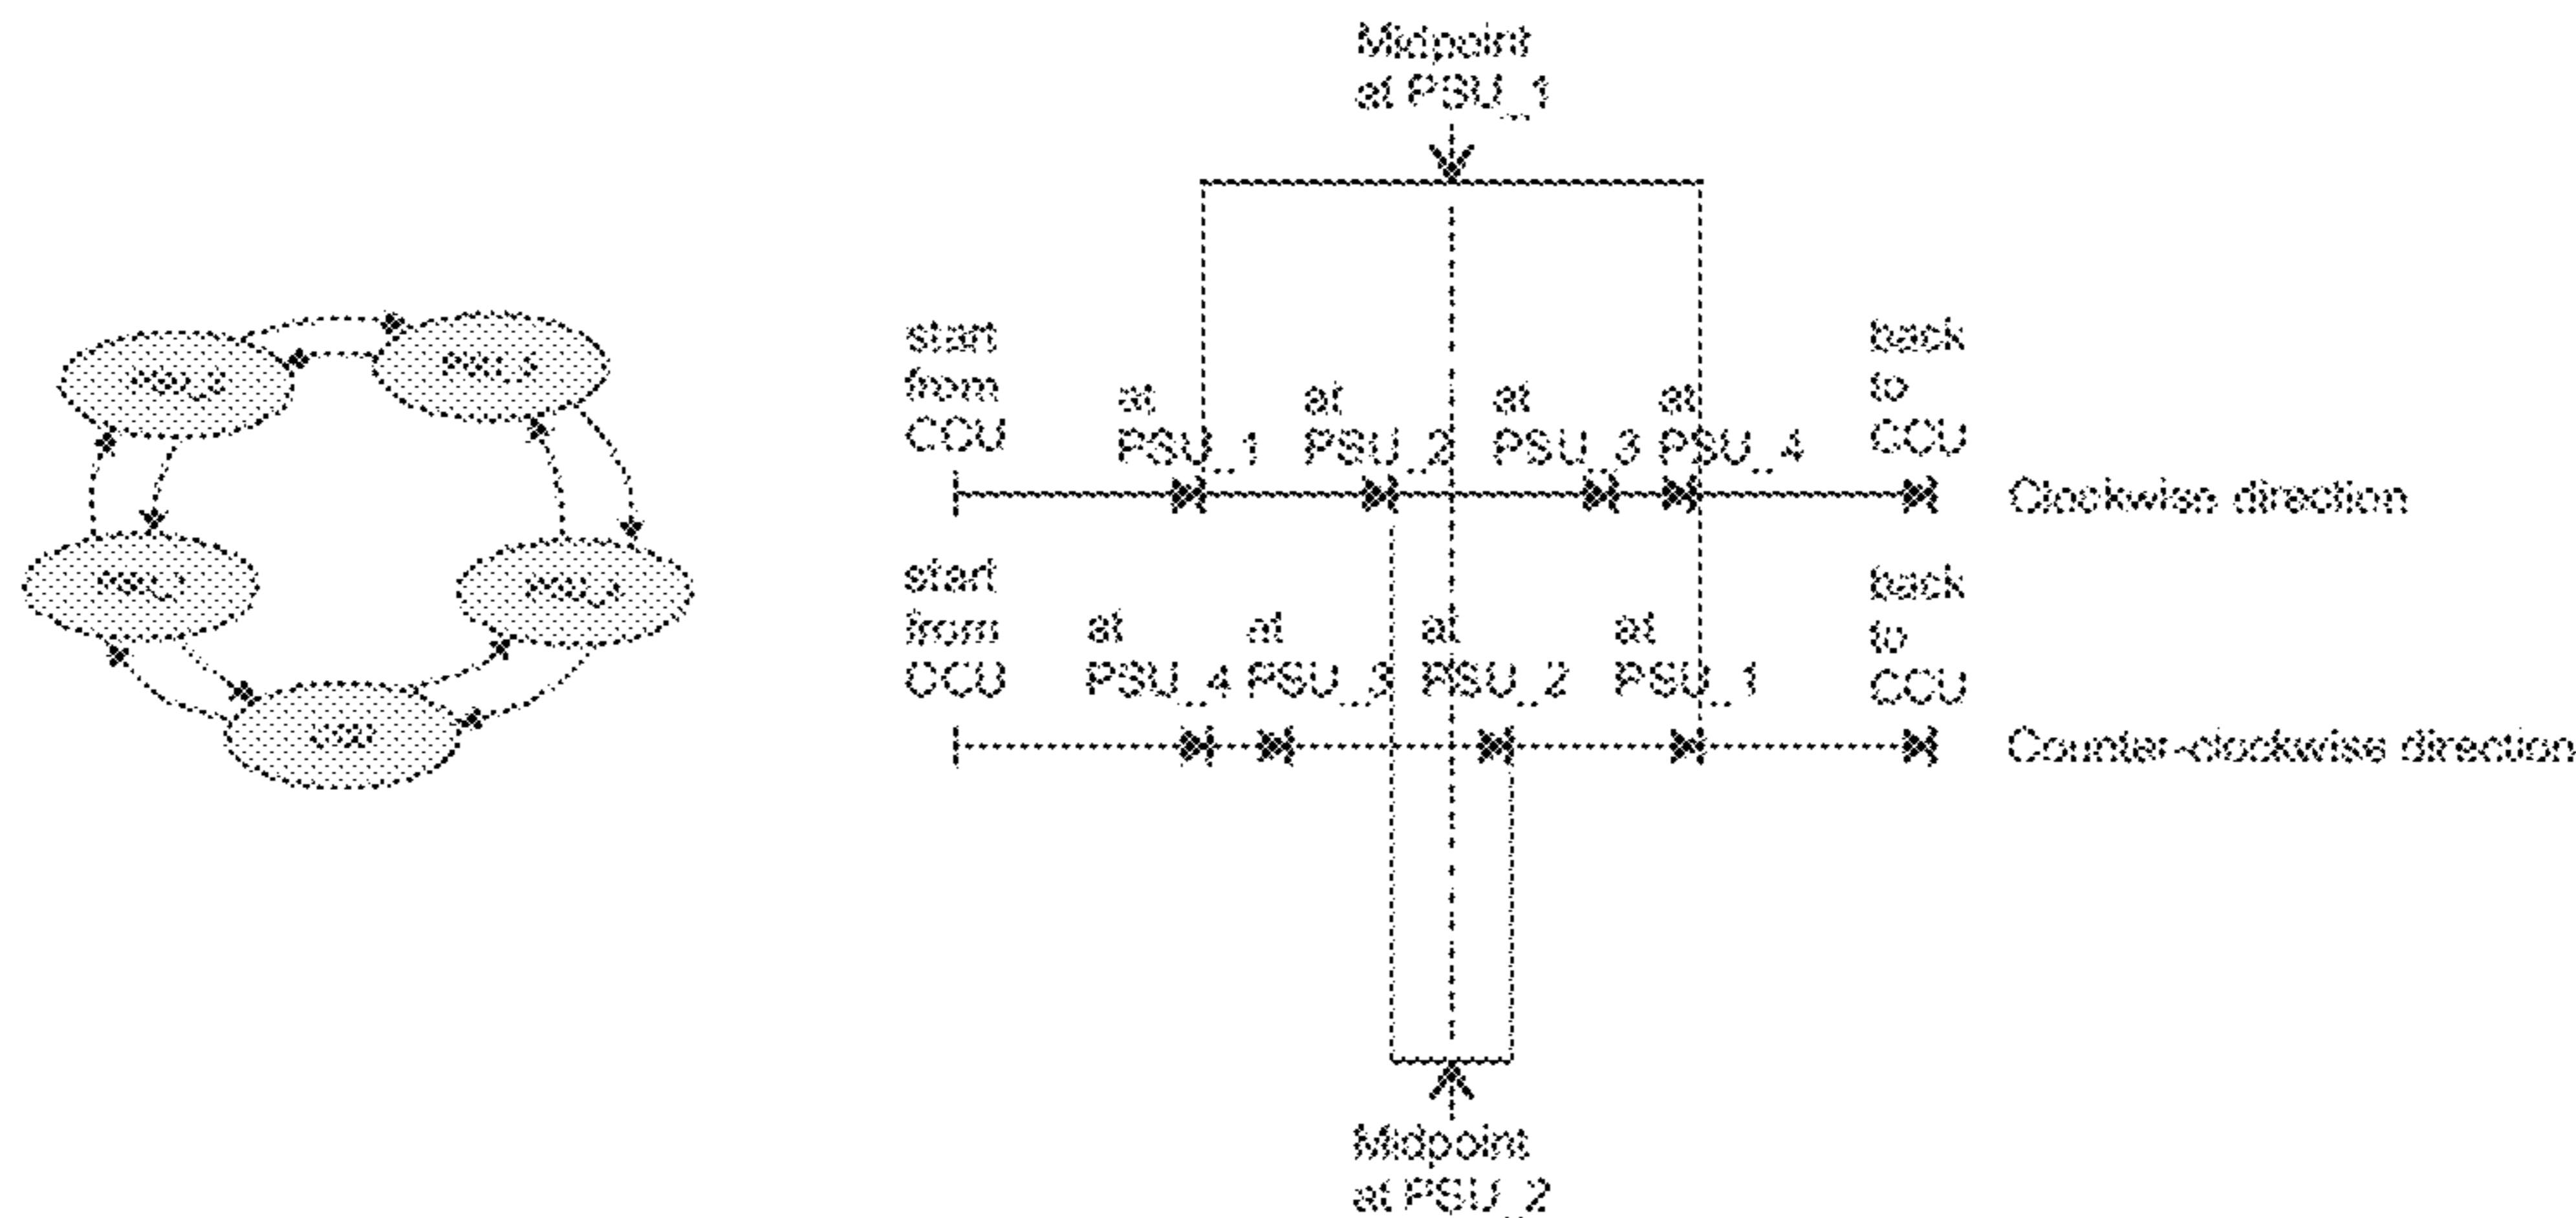 Midpoint
at PSU_1
start
from
CCU
at
PSU_1
at
PSU_2
at
PSU_3
at
PSU_4
back
to
CCU
Clockwise direction
start
from
CCU
at
PSU_4
at
PSU_3
at
PSU_2
at
PSU_1
back
to
CCU
Counter-clockwise direction
Midpoint
at PSU_2